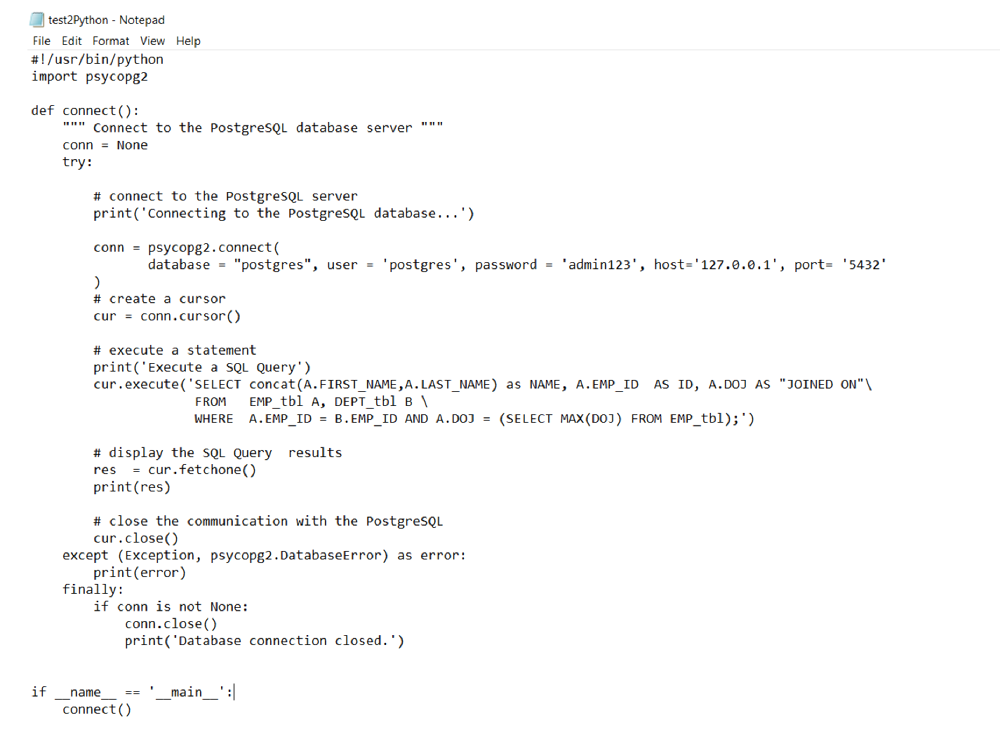 test2Python - Notepad
File Edit Format View Help
#!/usr/bin/python
import psycopg2

def connect():
    """ Connect to the PostgreSQL database server """
    conn = None
    try:

        # connect to the PostgreSQL server
        print('Connecting to the PostgreSQL database...')

        conn = psycopg2.connect(
               database = "postgres", user = 'postgres', password = 'admin123', host='127.0.0.1', port= '5432'
        )
        # create a cursor
        cur = conn.cursor()

        # execute a statement
        print('Execute a SQL Query')
        cur.execute('SELECT concat(A.FIRST_NAME,A.LAST_NAME) as NAME, A.EMP_ID  AS ID, A.DOJ AS "JOINED ON"\
                     FROM   EMP_tbl A, DEPT_tbl B \
                     WHERE  A.EMP_ID = B.EMP_ID AND A.DOJ = (SELECT MAX(DOJ) FROM EMP_tbl);')

        # display the SQL Query  results
        res  = cur.fetchone()
        print(res)

        # close the communication with the PostgreSQL
        cur.close()
    except (Exception, psycopg2.DatabaseError) as error:
        print(error)
    finally:
        if conn is not None:
            conn.close()
            print('Database connection closed.')


if __name__ == '__main__':
    connect()